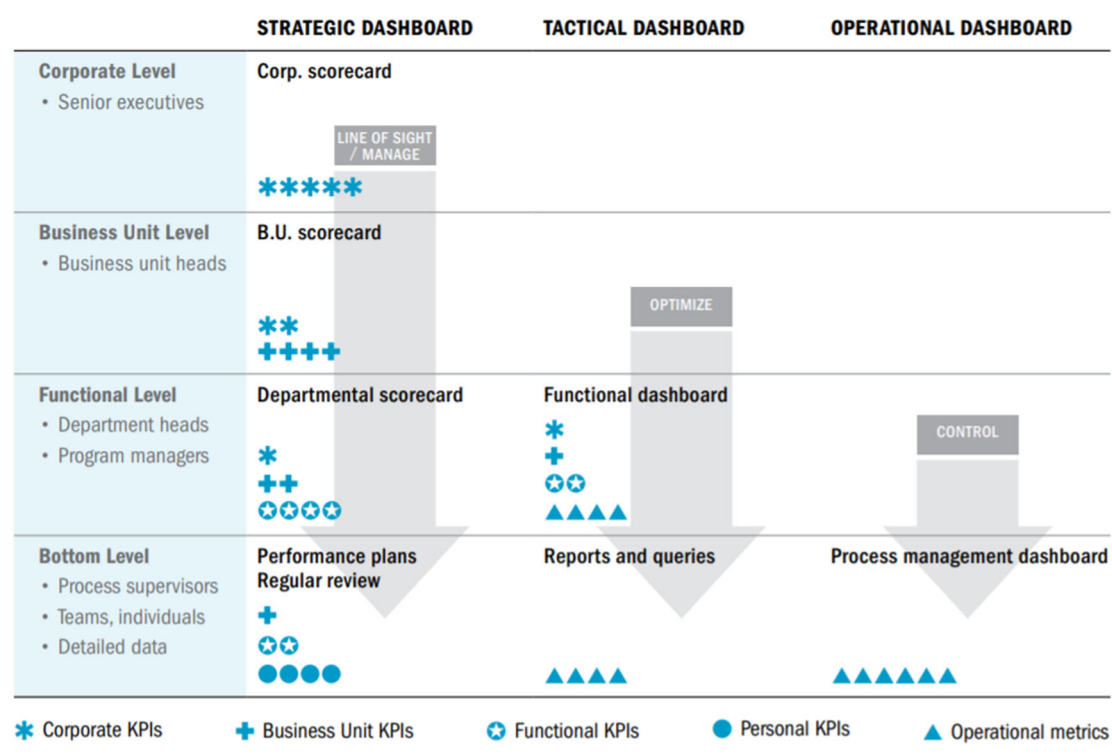 STRATEGIC DASHBOARD
TACTICAL DASHBOARD
OPERATIONAL DASHBOARD
Corporate Level
• Senior executives
Corp. scorecard
LINE OF SIGHT
/ MANAGE
Business Unit Level
• Business unit heads
B.U. scorecard
OPTIMIZE
Functional Level
• Department heads
• Program managers
Departmental scorecard
Functional dashboard
CONTROL
Bottom Level
• Process supervisors
• Teams, individuals
• Detailed data
Performance plans
Regular review
Reports and queries
Process management dashboard
Corporate KPIs
Business Unit KPIs
Functional KPIs
Personal KPIs
Operational metrics